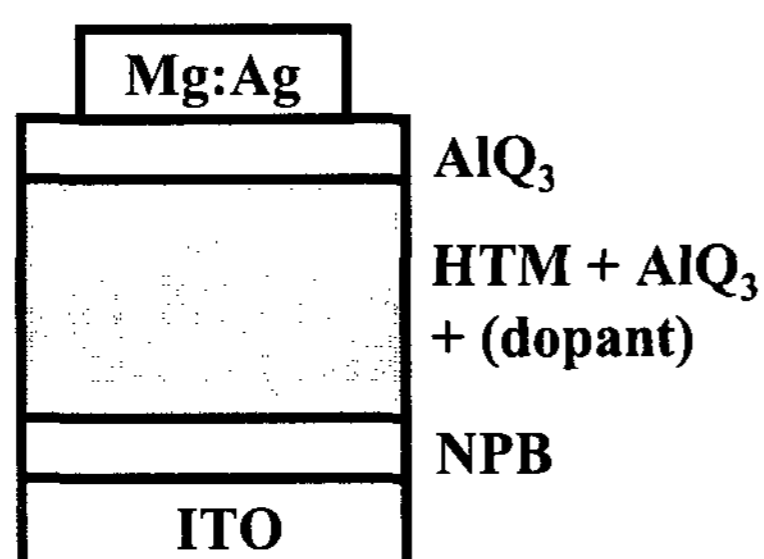 Mg:Ag
AlQ₃
HTM + AlQ₃
+ (dopant)
NPB
ITO